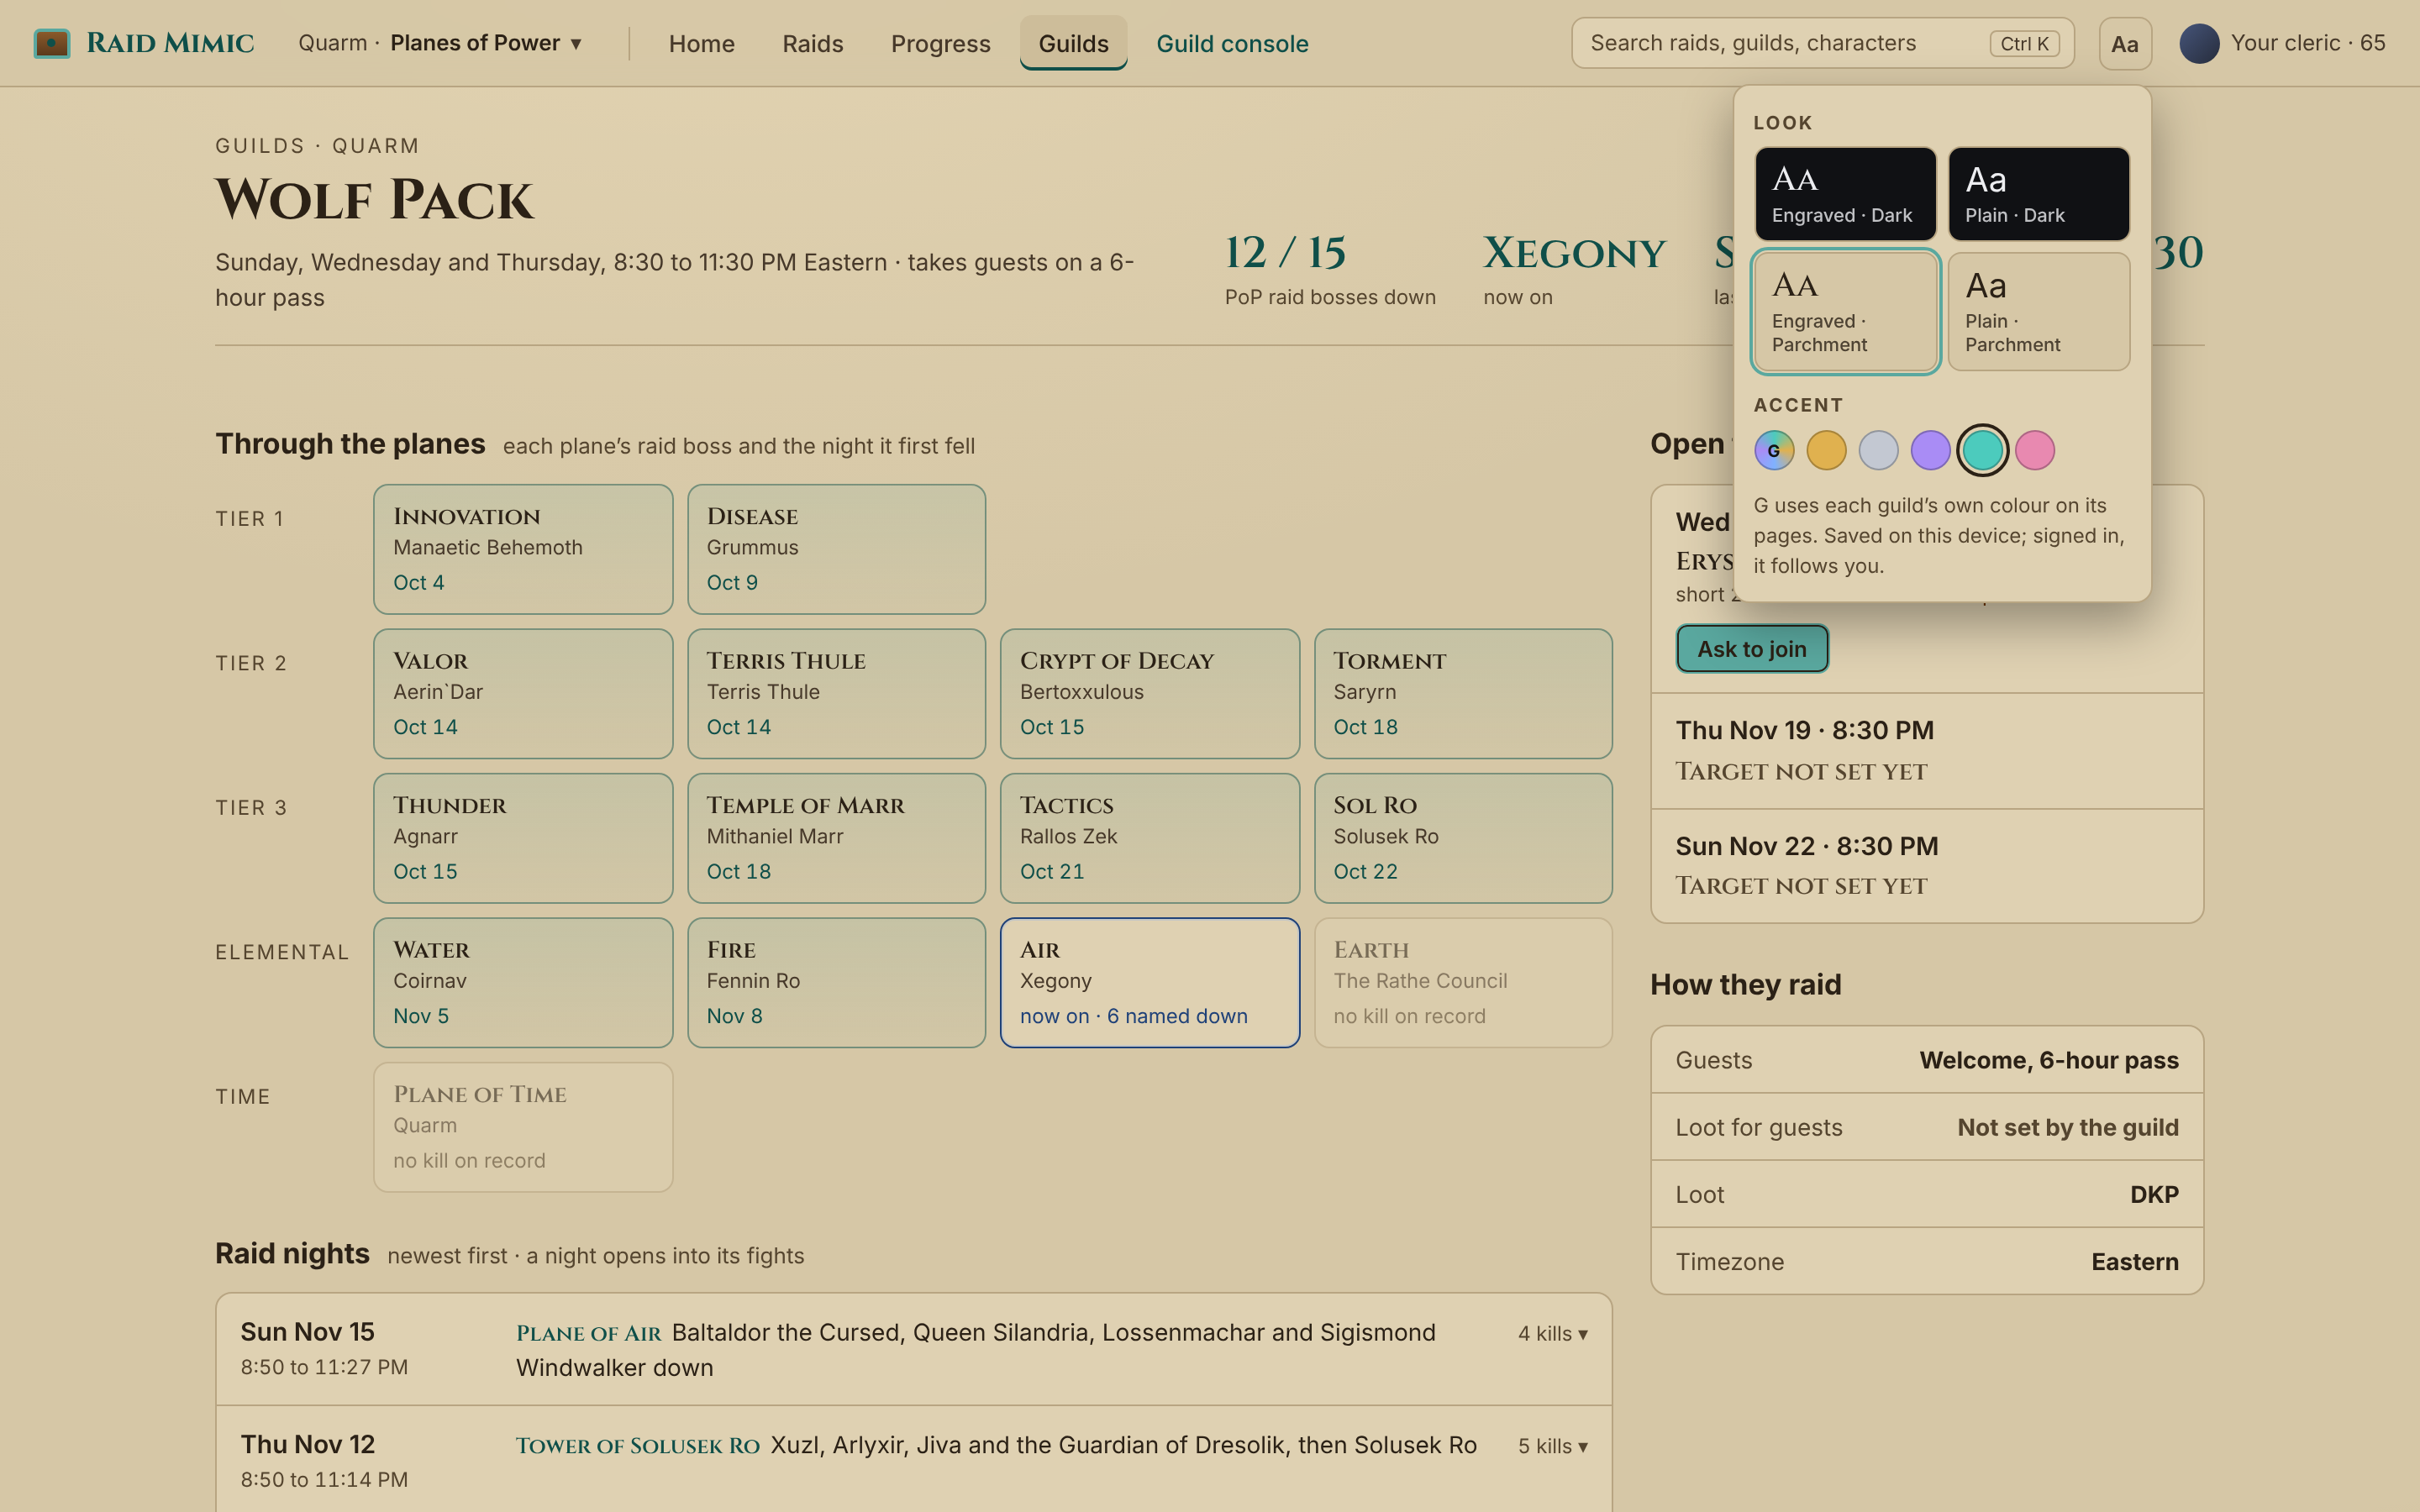 Raid Mimic
Quarm · Planes of Power ▾
Home
Raids
Progress
Guilds
Guild console
Search raids, guilds, characters
Ctrl K
Aa
Your cleric · 65
GUILDS · QUARM
Wolf Pack
Sunday, Wednesday and Thursday, 8:30 to 11:30 PM Eastern · takes guests on a 6-
hour pass
12 / 15
PoP raid bosses down
Xegony
now on
30
LOOK
Aa
Engraved · Dark
Aa
Plain · Dark
Aa
Engraved ·
Parchment
Aa
Plain ·
Parchment
ACCENT
G
G uses each guild’s own colour on its
pages. Saved on this device; signed in,
it follows you.
Through the planes each plane’s raid boss and the night it first fell
TIER 1
Innovation
Manaetic Behemoth
Oct 4
Disease
Grummus
Oct 9
TIER 2
Valor
Aerin`Dar
Oct 14
Terris Thule
Terris Thule
Oct 14
Crypt of Decay
Bertoxxulous
Oct 15
Torment
Saryrn
Oct 18
TIER 3
Thunder
Agnarr
Oct 15
Temple of Marr
Mithaniel Marr
Oct 18
Tactics
Rallos Zek
Oct 21
Sol Ro
Solusek Ro
Oct 22
ELEMENTAL
Water
Coirnav
Nov 5
Fire
Fennin Ro
Nov 8
Air
Xegony
now on · 6 named down
Earth
The Rathe Council
no kill on record
TIME
Plane of Time
Quarm
no kill on record
Raid nights newest first · a night opens into its fights
Sun Nov 15
8:50 to 11:27 PM
Plane of Air Baltaldor the Cursed, Queen Silandria, Lossenmachar and Sigismond
Windwalker down
4 kills ▾
Thu Nov 12
8:50 to 11:14 PM
Tower of Solusek Ro Xuzl, Arlyxir, Jiva and the Guardian of Dresolik, then Solusek Ro
5 kills ▾
Open
Wed
short
Ask to join
Thu Nov 19 · 8:30 PM
Target not set yet
Sun Nov 22 · 8:30 PM
Target not set yet
How they raid
Guests
Welcome, 6-hour pass
Loot for guests
Not set by the guild
Loot
DKP
Timezone
Eastern